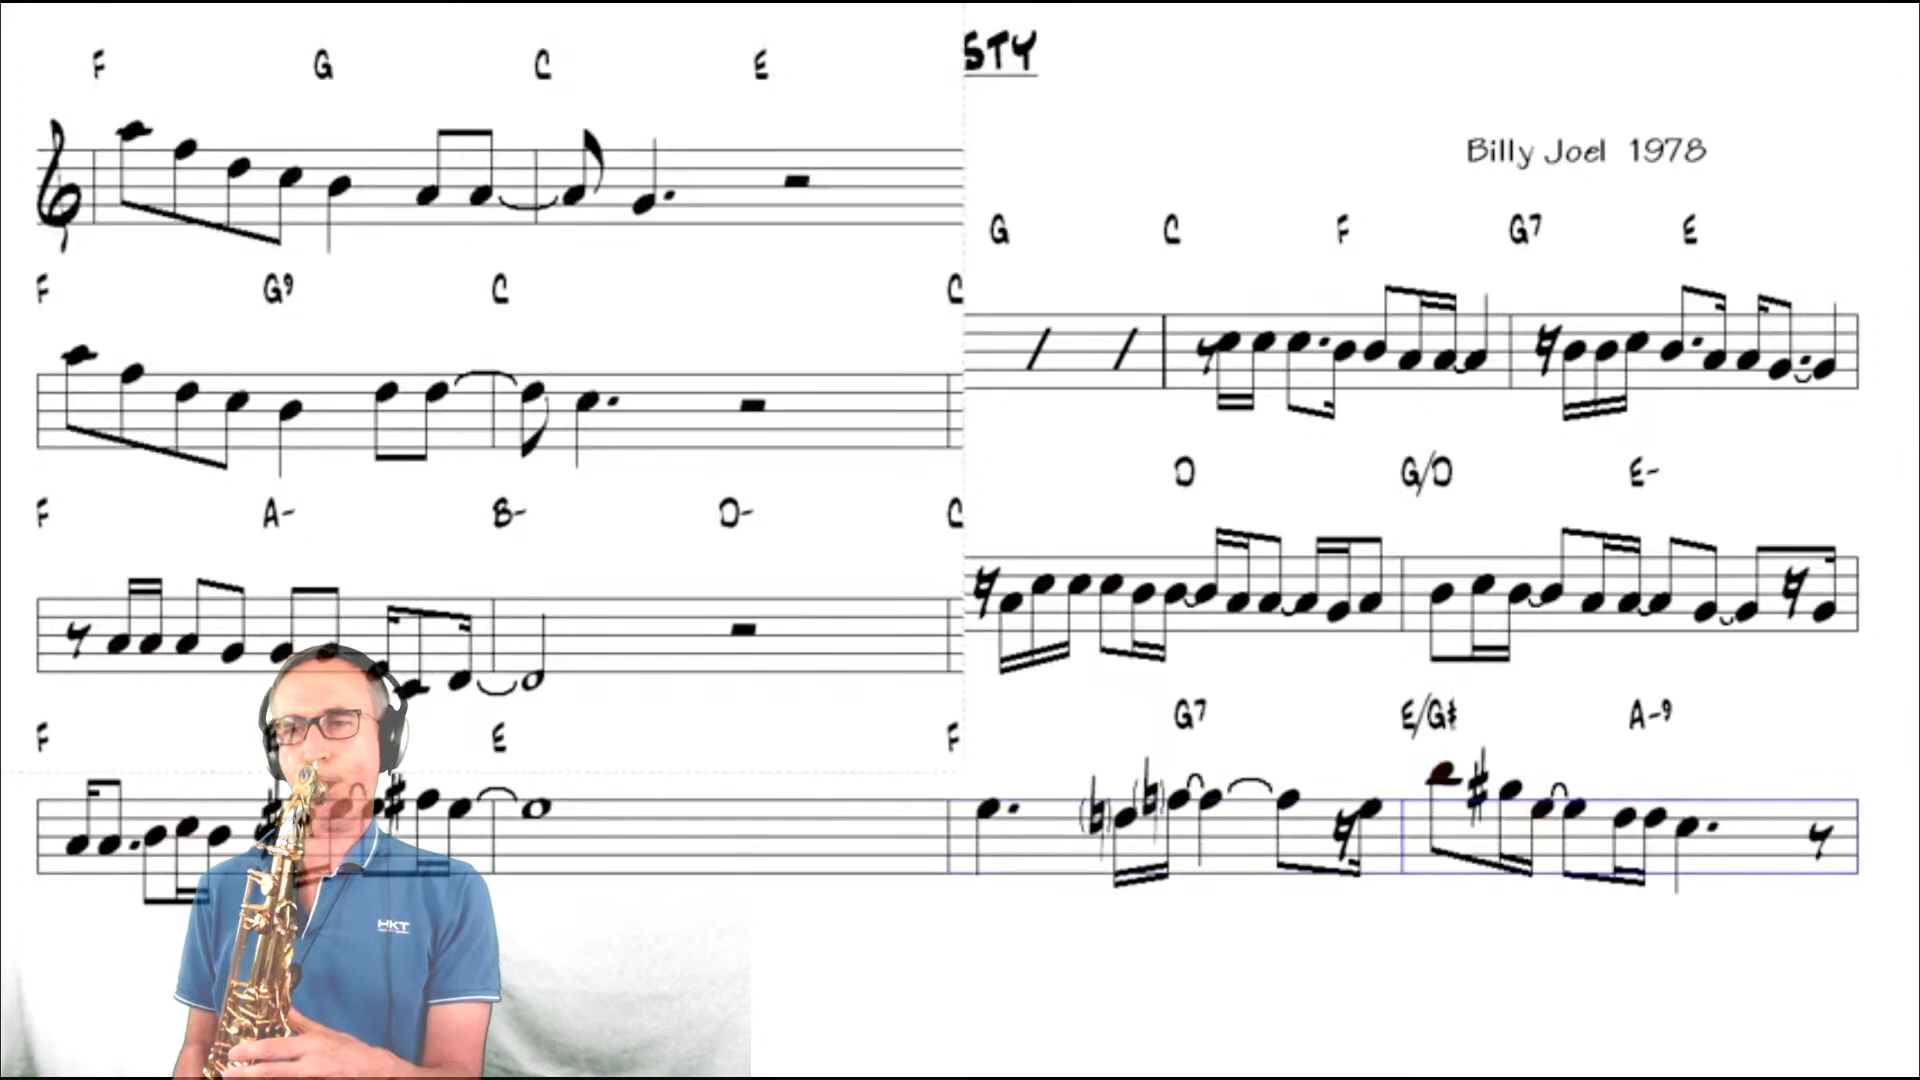 F G C E
F G9 C C
F A- B- D- C
F E F
STY
Billy Joel 1978
G C F G7 E
D G/D E-
G7 E/G# A-9
HKT